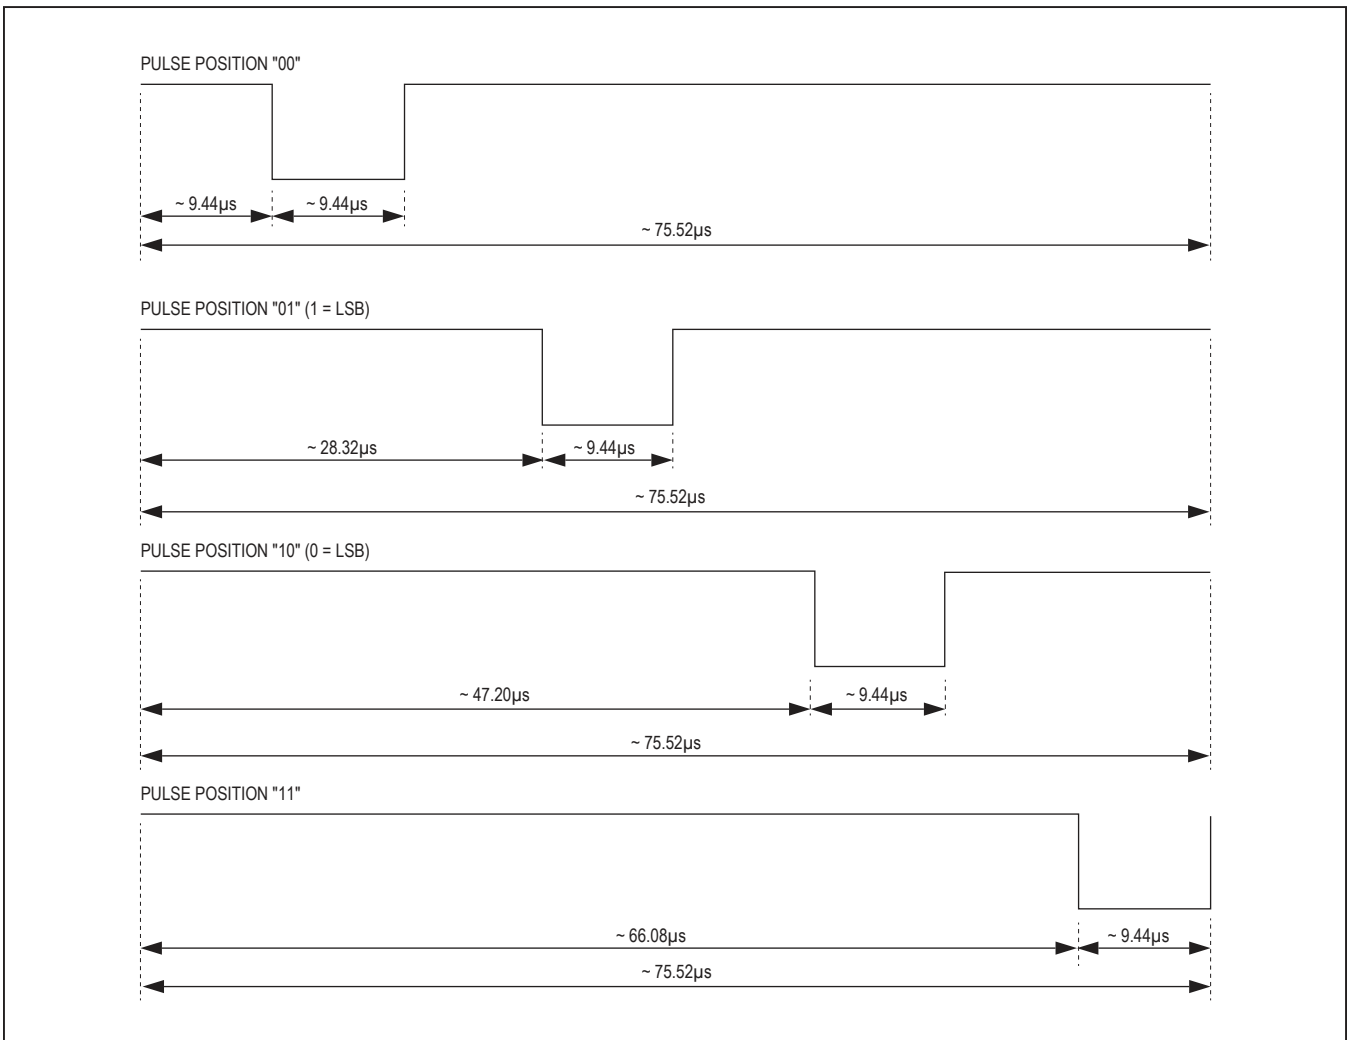 PULSE POSITION "00"
~ 9.44µs
~ 9.44µs
~ 75.52µs
PULSE POSITION "01" (1 = LSB)
~ 28.32µs
~ 9.44µs
~ 75.52µs
PULSE POSITION "10" (0 = LSB)
~ 47.20µs
~ 9.44µs
~ 75.52µs
PULSE POSITION "11"
~ 66.08µs
~ 9.44µs
~ 75.52µs